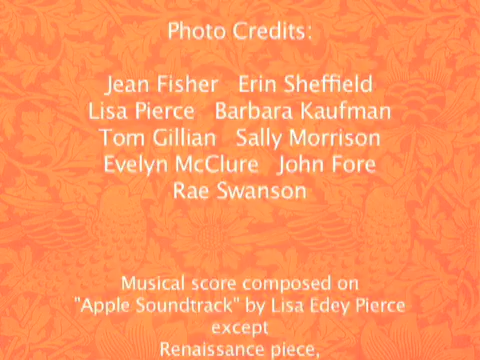 Photo Credits:
Jean Fisher Erin Sheffield
Lisa Pierce Barbara Kaufman
Tom Gillian Sally Morrison
Evelyn McClure John Fore
Rae Swanson
Musical score composed on
"Apple Soundtrack" by Lisa Edey Pierce
except
Renaissance piece,